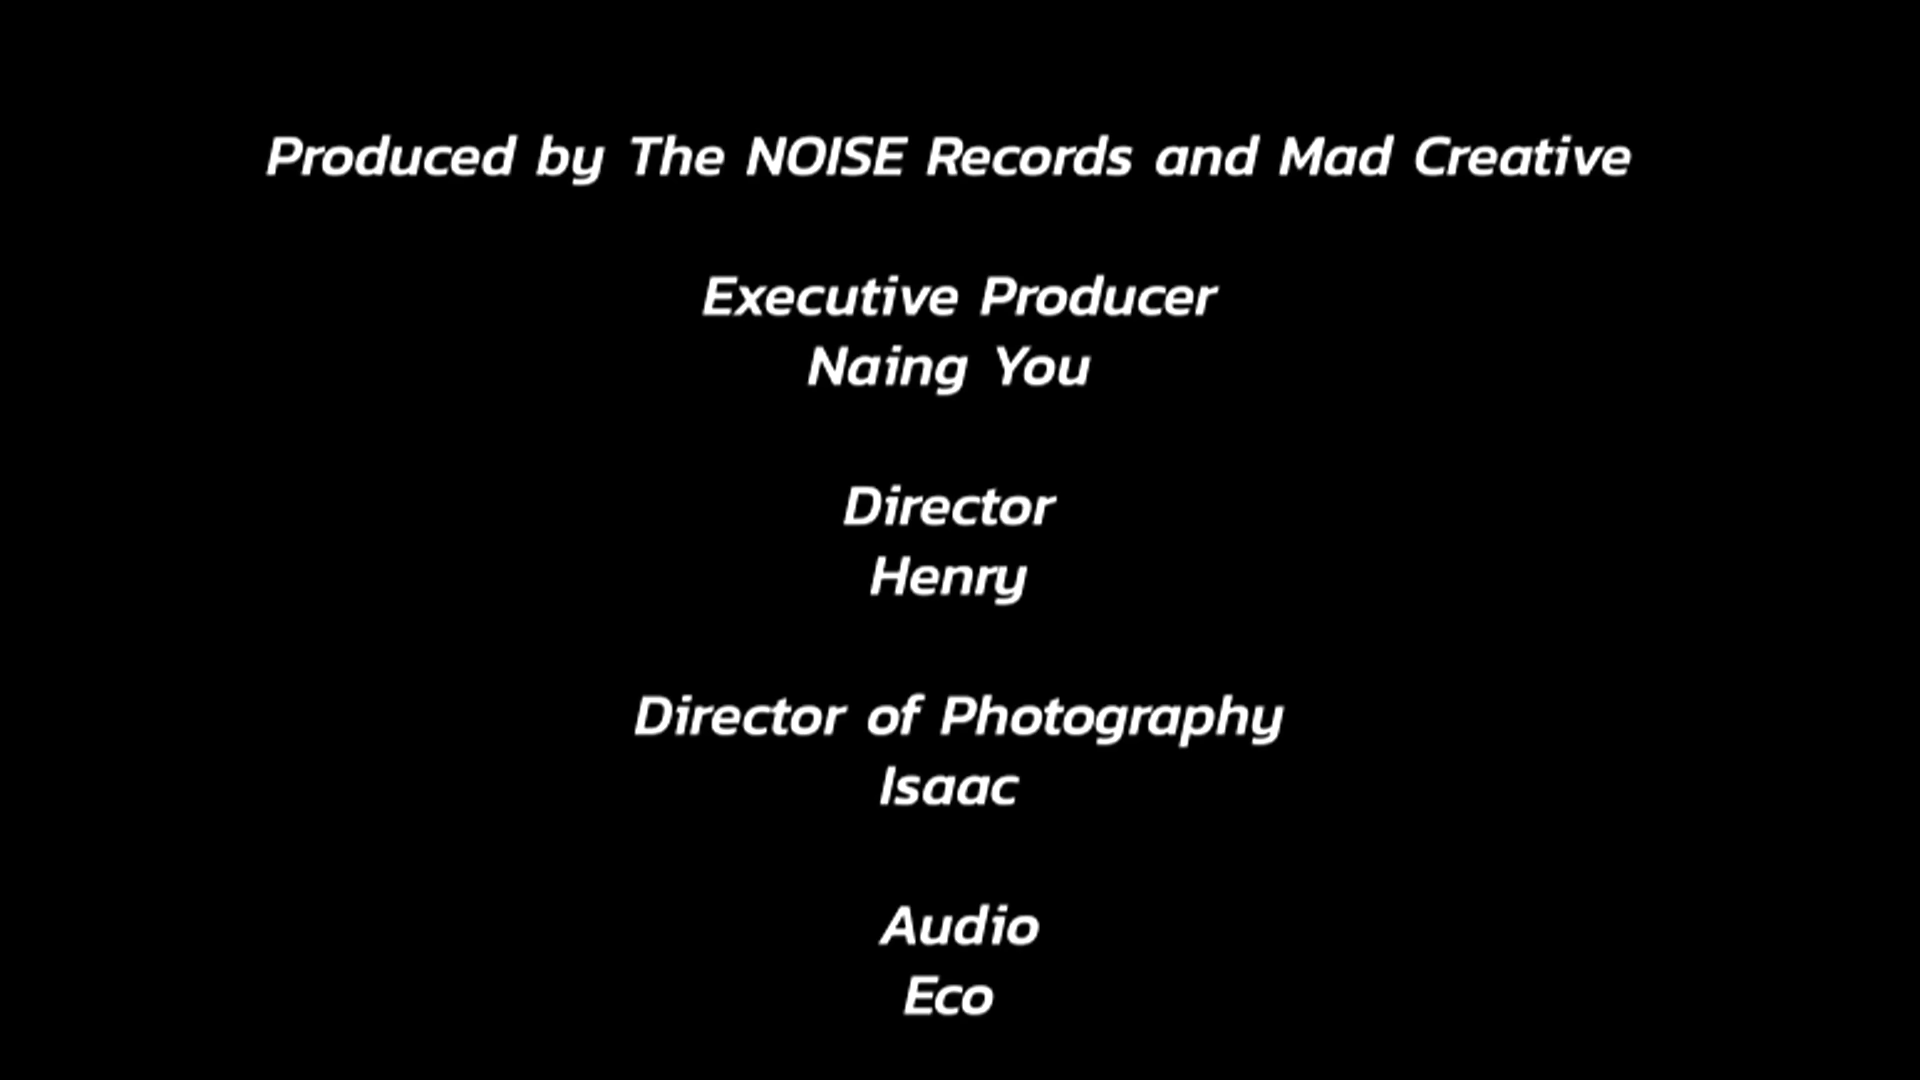 Produced by The NOISE Records and Mad Creative
Executive Producer
Naing You
Director
Henry
Director of Photography
Isaac
Audio
Eco